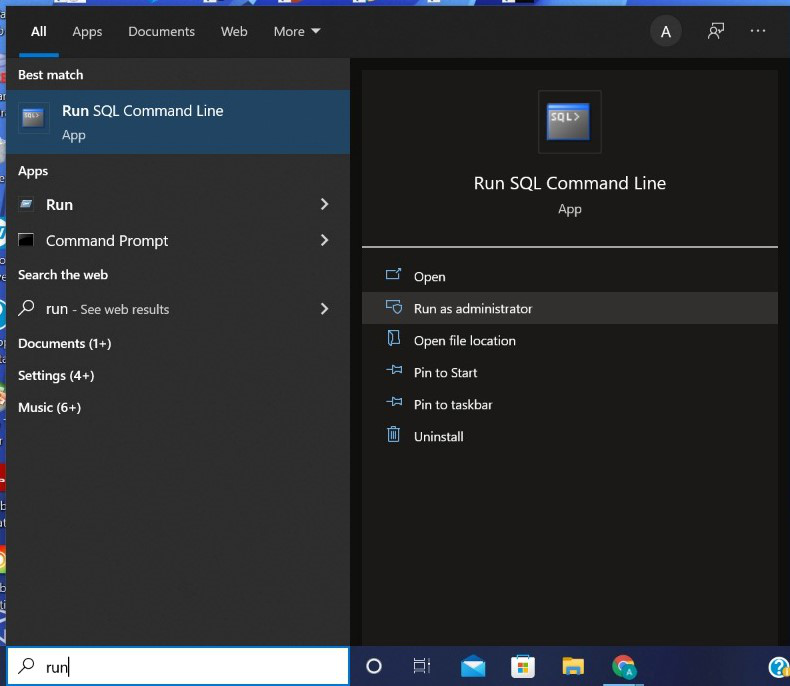 All Apps Documents Web More A
Best match
Run SQL Command Line
App
Apps
Run
Command Prompt
Search the web
run - See web results
Documents (1+)
Settings (4+)
Music (6+)
SQL>
Run SQL Command Line
App
Open
Run as administrator
Open file location
Pin to Start
Pin to taskbar
Uninstall
run